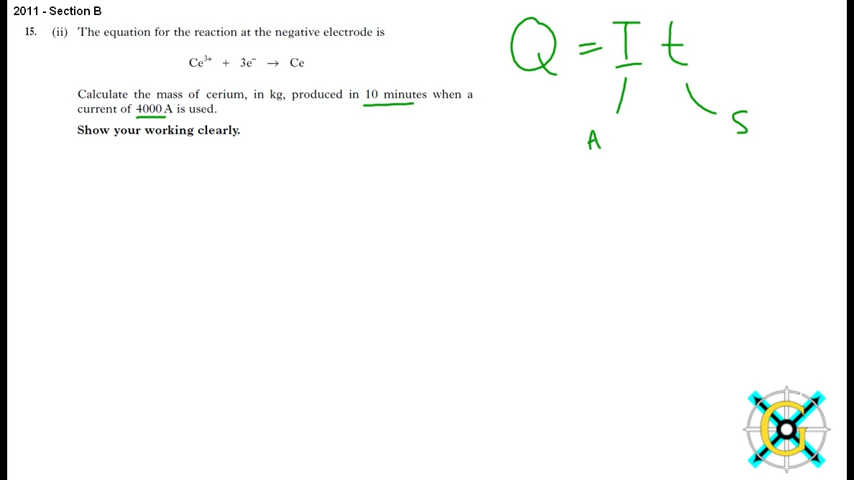 2011 - Section B
15. (ii) The equation for the reaction at the negative electrode is
Ce³⁺ + 3e⁻ → Ce
Calculate the mass of cerium, in kg, produced in 10 minutes when a
current of 4000 A is used.
Show your working clearly.
Q = I t
A
S
G